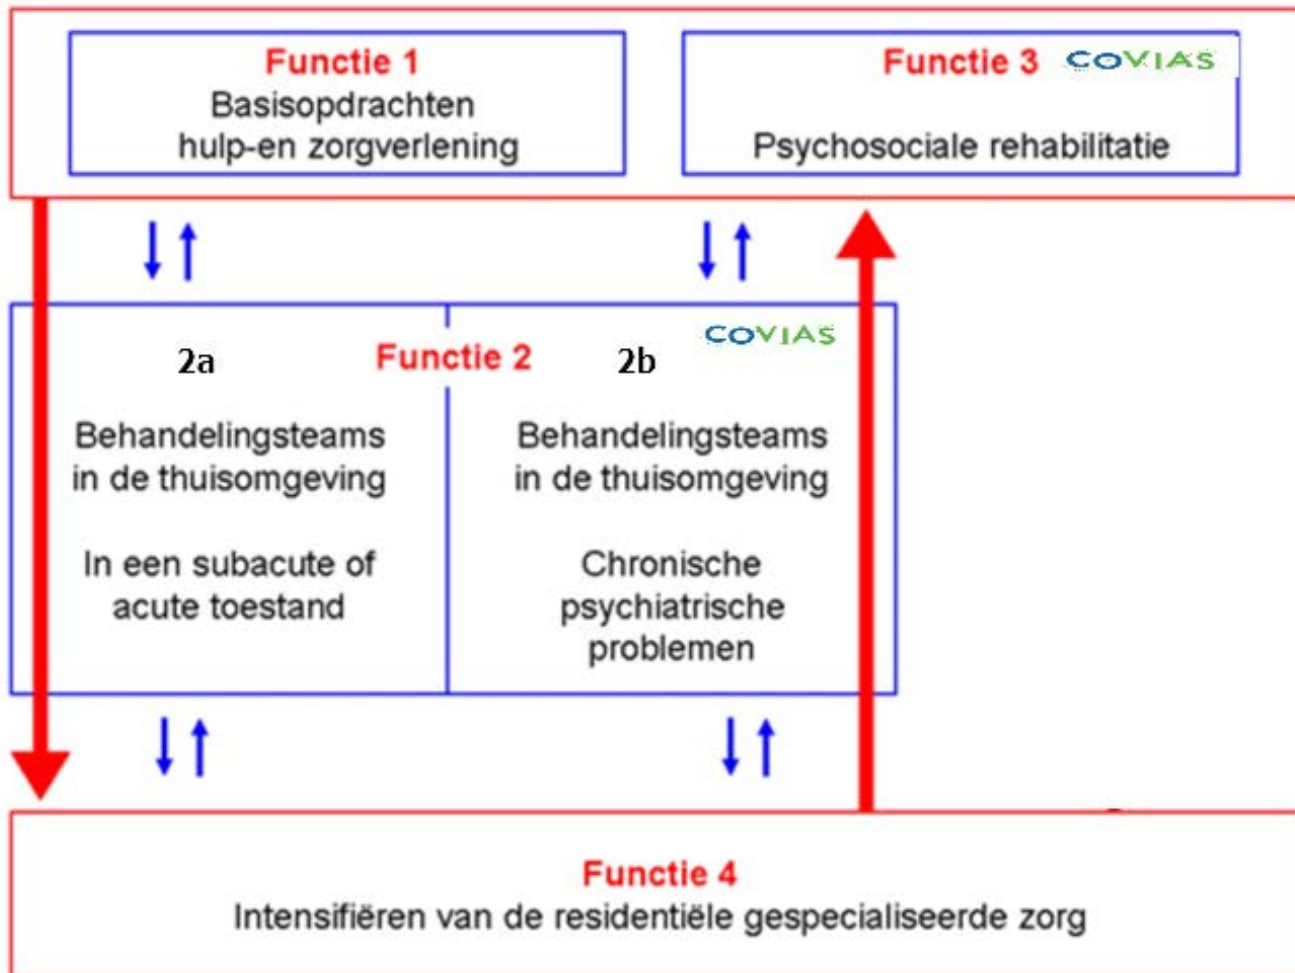 Functie 1
Basisopdrachten
hulp-en zorgverlening
Functie 3 COVIAS
Psychosociale rehabilitatie
2a
Functie 2
2b
COVIAS
Behandelingsteams
in de thuisomgeving
In een subacute of
acute toestand
Behandelingsteams
in de thuisomgeving
Chronische
psychiatrische
problemen
Functie 4
Intensifiëren van de residentiële gespecialiseerde zorg